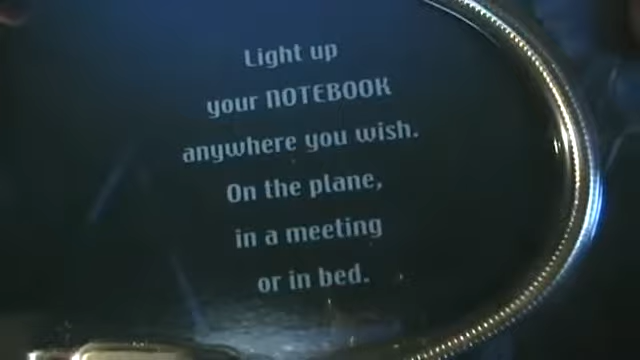 Light up
your NOTEBOOK
anywhere you wish.
On the plane,
in a meeting
or in bed.